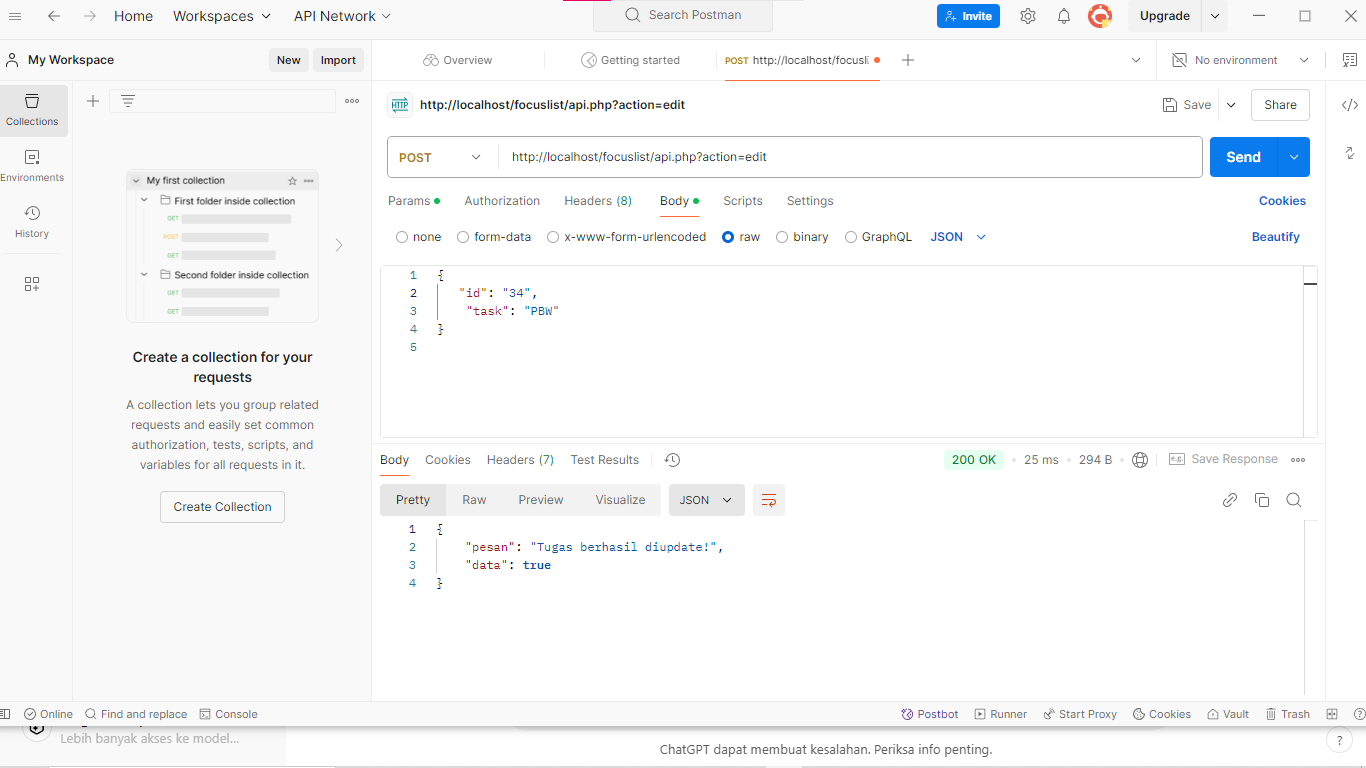 Home Workspaces API Network Search Postman Invite Upgrade
My Workspace New Import Overview Getting started POST http://localhost/focusli No environment
Collections
Environments
History
My first collection
First folder inside collection
GET
POST
GET
Second folder inside collection
GET
GET
Create a collection for your
requests
A collection lets you group related
requests and easily set common
authorization, tests, scripts, and
variables for all requests in it.
Create Collection
HTTP http://localhost/focuslist/api.php?action=edit Save Share
POST http://localhost/focuslist/api.php?action=edit Send
Params Authorization Headers (8) Body Scripts Settings Cookies
none form-data x-www-form-urlencoded raw binary GraphQL JSON Beautify
1 {
2 "id": "34",
3 "task": "PBW"
4 }
5
Body Cookies Headers (7) Test Results 200 OK • 25 ms • 294 B e.g. Save Response
Pretty Raw Preview Visualize JSON
1 {
2 "pesan": "Tugas berhasil diupdate!",
3 "data": true
4 }
Online Find and replace Console Postbot Runner Start Proxy Cookies Vault Trash
Lebih banyak akses ke model...
ChatGPT dapat membuat kesalahan. Periksa info penting.
?